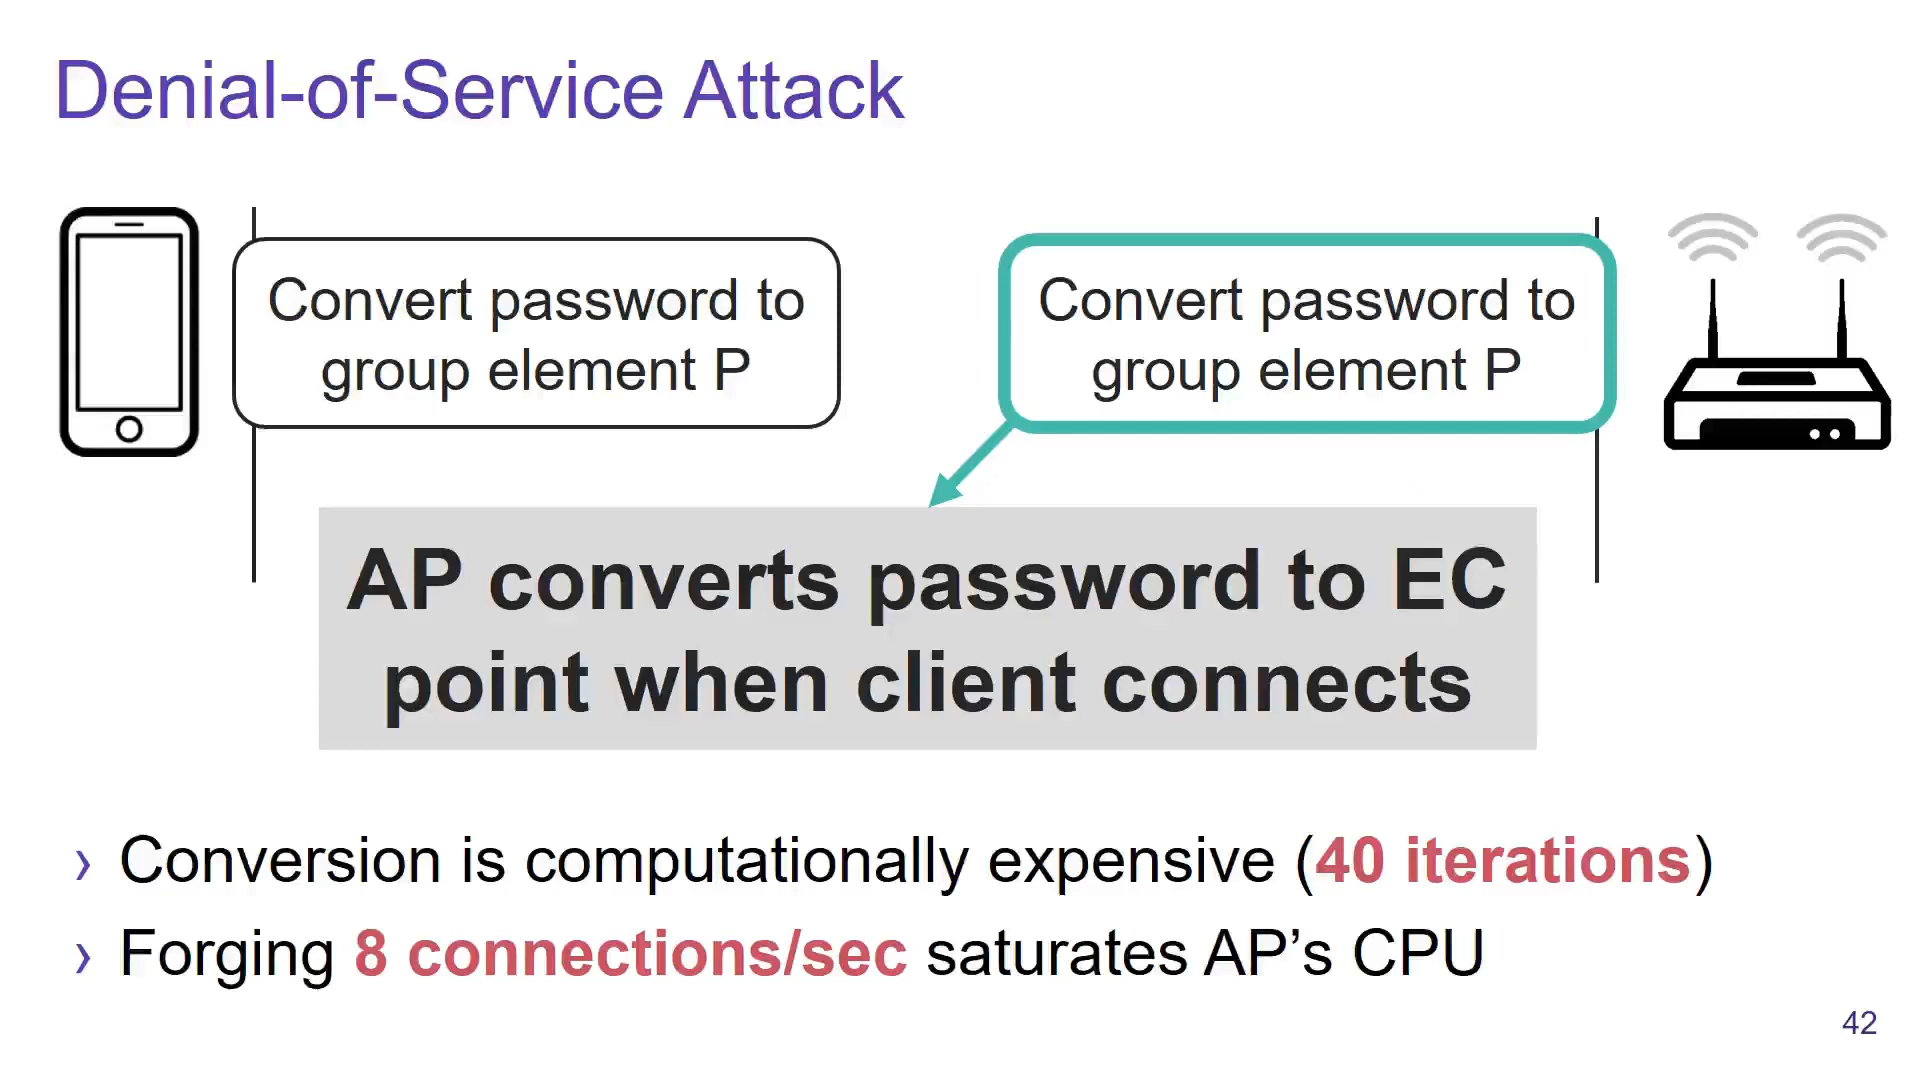 Denial-of-Service Attack
Convert password to
group element P
Convert password to
group element P
AP converts password to EC
point when client connects
› Conversion is computationally expensive (40 iterations)
› Forging 8 connections/sec saturates AP’s CPU
42